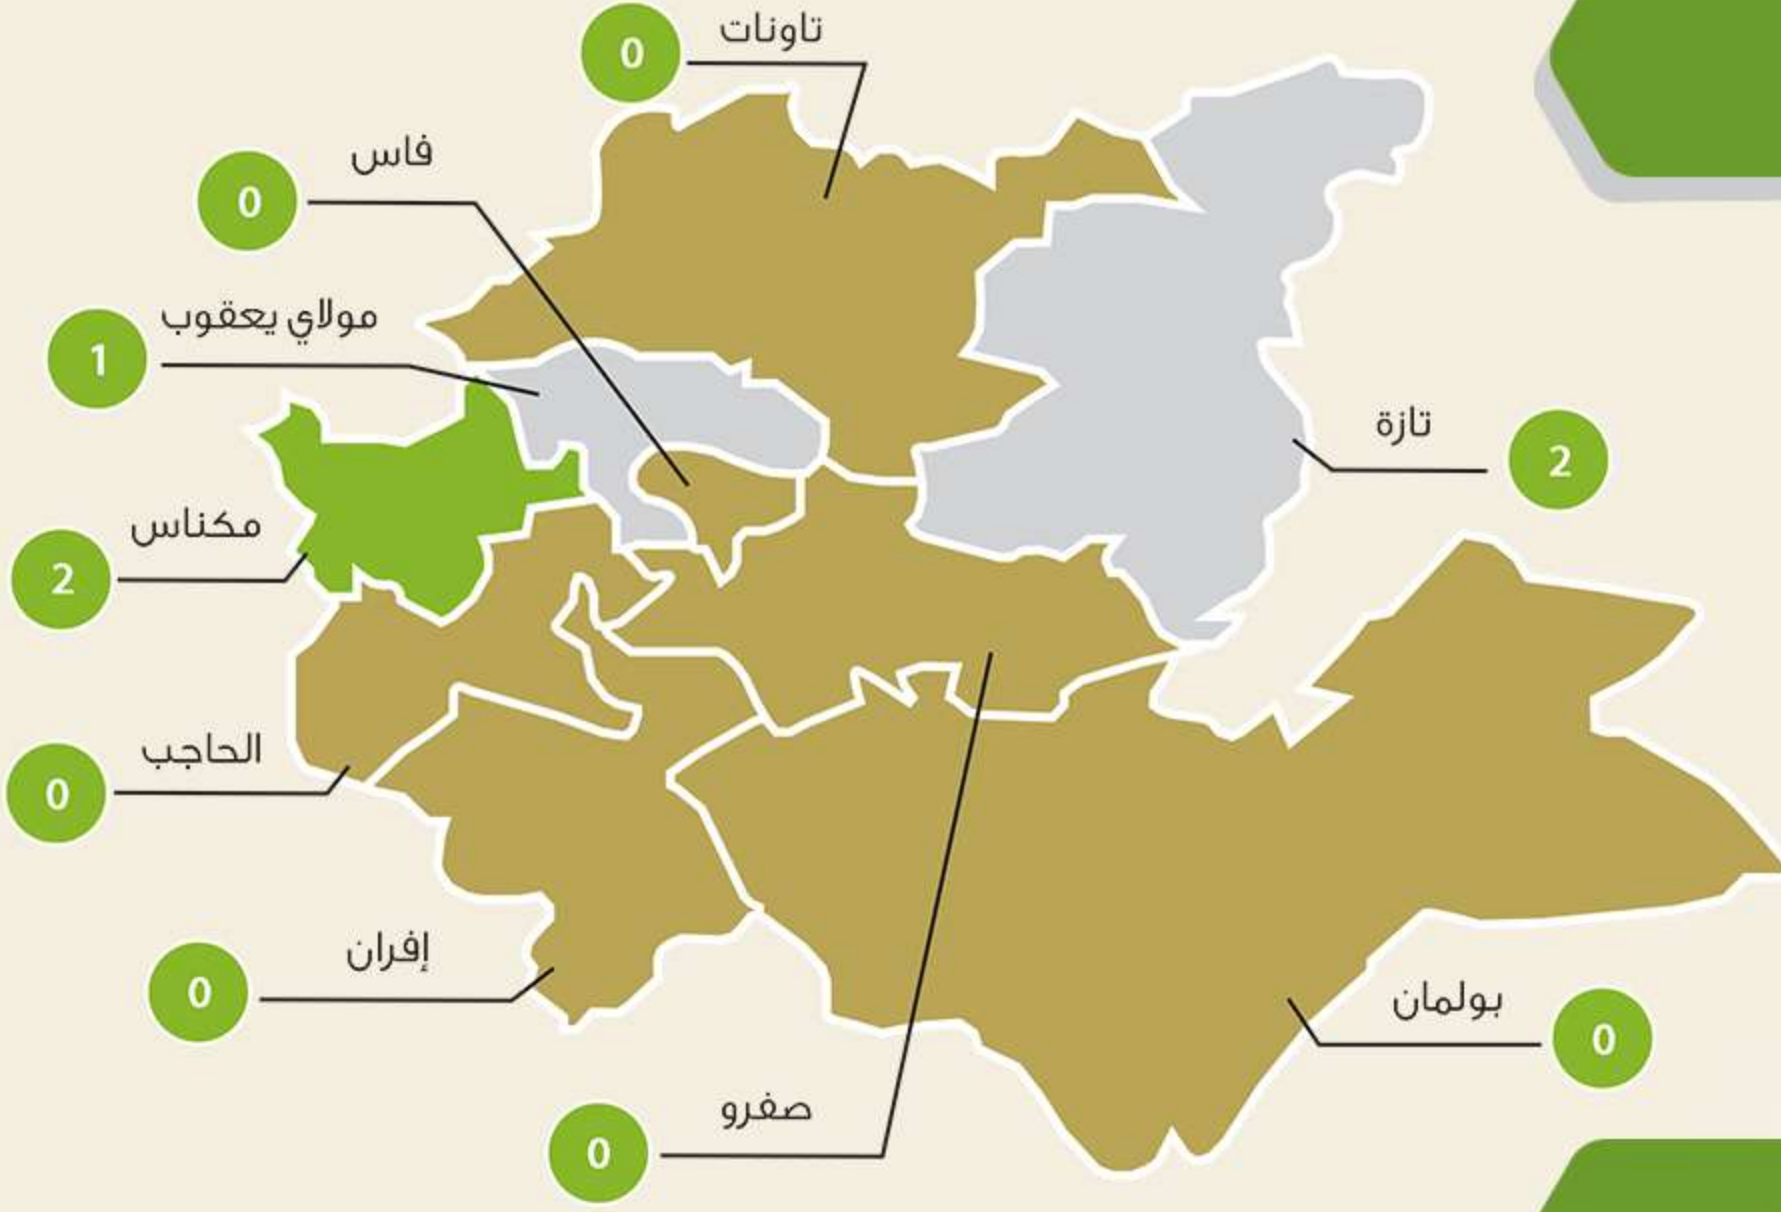 تاونات
0
فاس
0
مولاي يعقوب
1
تازة
2
مكناس
2
الحاجب
0
إفران
0
بولمان
0
صفرو
0